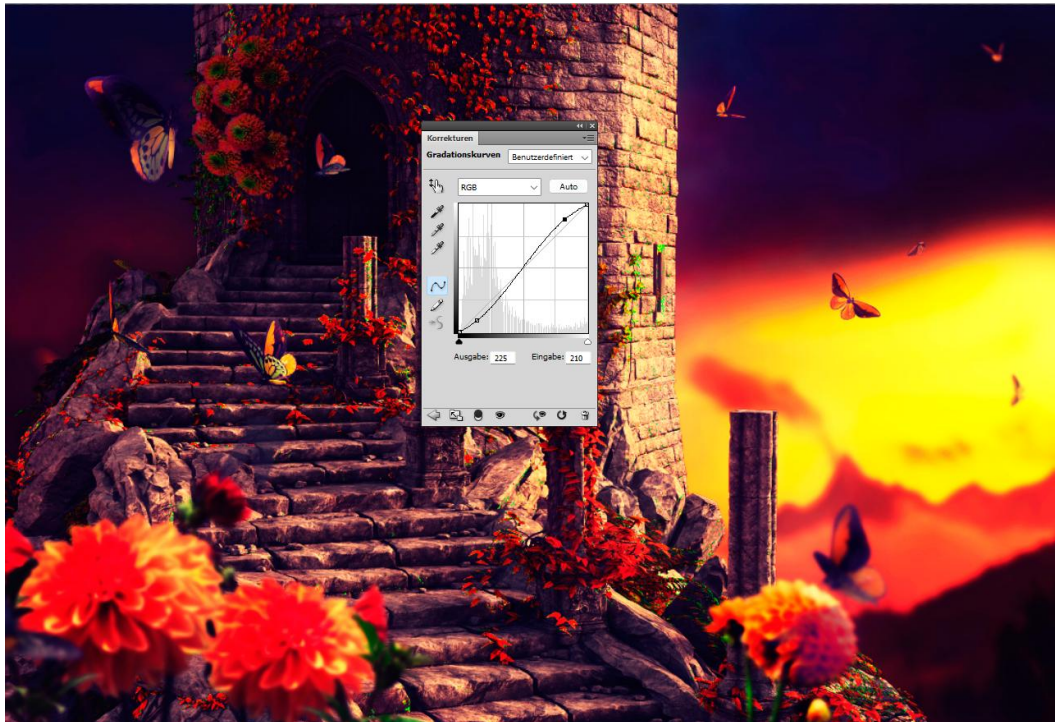 Korrekturen
Gradationskurven Benutzerdefiniert
RGB Auto
Ausgabe: 225 Eingabe: 210